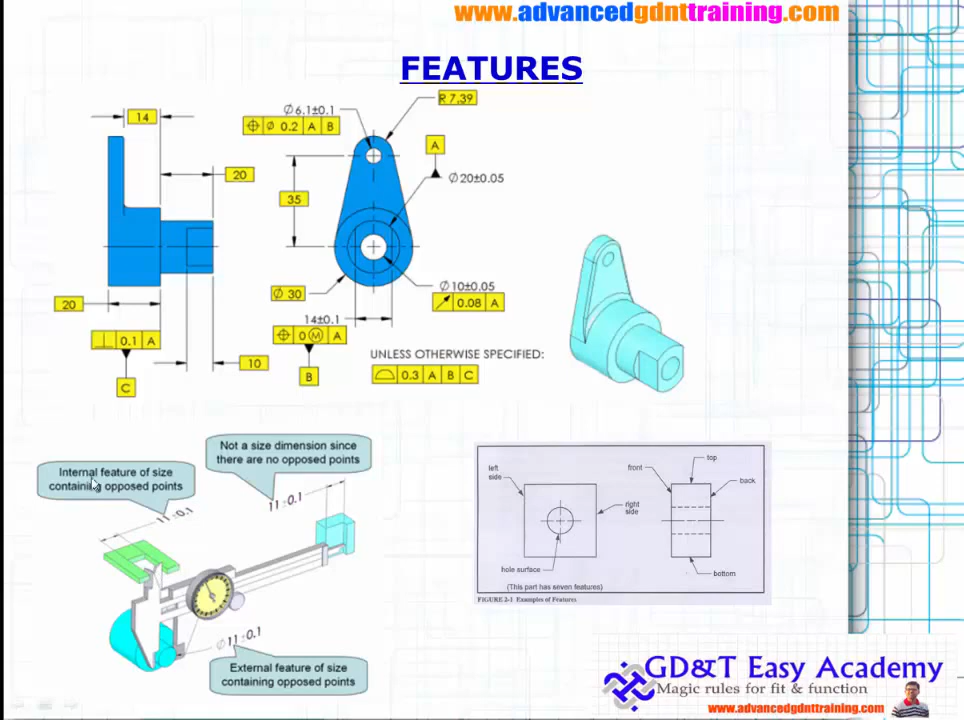 www.advancedgdnttraining.com
FEATURES
14
20
20
10
⟂ 0.1 A
C
Ø6.1±0.1
⌖ Ø 0.2 A B
R 7,39
A
Ø20±0.05
35
Ø 30
Ø10±0.05
↗ 0.08 A
14±0.1
⌖ 0Ⓜ A
B
UNLESS OTHERWISE SPECIFIED:
⌓ 0.3 A B C
Internal feature of size
containing opposed points
Not a size dimension since
there are no opposed points
11±0.1
11±0.1
Ø11±0.1
External feature of size
containing opposed points
left
side
right
side
hole surface
front
top
back
bottom
(This part has seven features)
FIGURE 2-1 Examples of Features
GD&T Easy Academy
Magic rules for fit & function
www.advancedgdnttraining.com